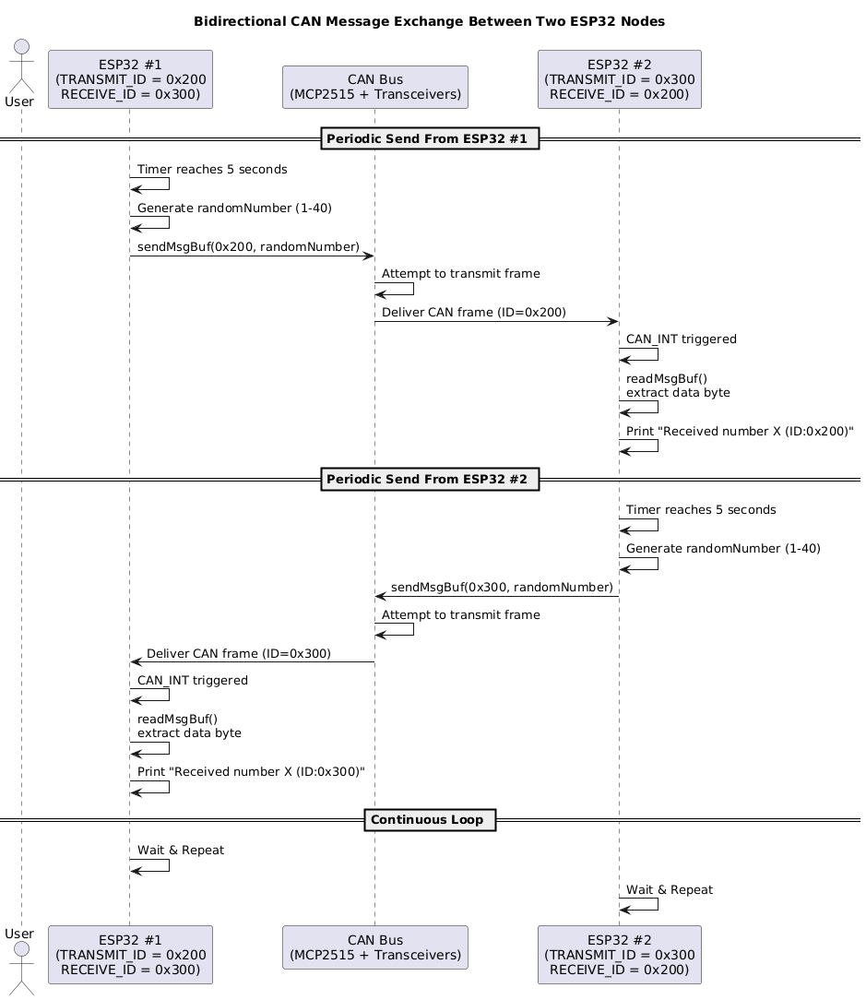 Bidirectional CAN Message Exchange Between Two ESP32 Nodes
User
ESP32 #1
(TRANSMIT_ID = 0x200
RECEIVE_ID = 0x300)
CAN Bus
(MCP2515 + Transceivers)
ESP32 #2
(TRANSMIT_ID = 0x300
RECEIVE_ID = 0x200)
Periodic Send From ESP32 #1
Timer reaches 5 seconds
Generate randomNumber (1-40)
sendMsgBuf(0x200, randomNumber)
Attempt to transmit frame
Deliver CAN frame (ID=0x200)
CAN_INT triggered
readMsgBuf()
extract data byte
Print "Received number X (ID:0x200)"
Periodic Send From ESP32 #2
Timer reaches 5 seconds
Generate randomNumber (1-40)
sendMsgBuf(0x300, randomNumber)
Attempt to transmit frame
Deliver CAN frame (ID=0x300)
CAN_INT triggered
readMsgBuf()
extract data byte
Print "Received number X (ID:0x300)"
Continuous Loop
Wait & Repeat
Wait & Repeat
User
ESP32 #1
(TRANSMIT_ID = 0x200
RECEIVE_ID = 0x300)
CAN Bus
(MCP2515 + Transceivers)
ESP32 #2
(TRANSMIT_ID = 0x300
RECEIVE_ID = 0x200)